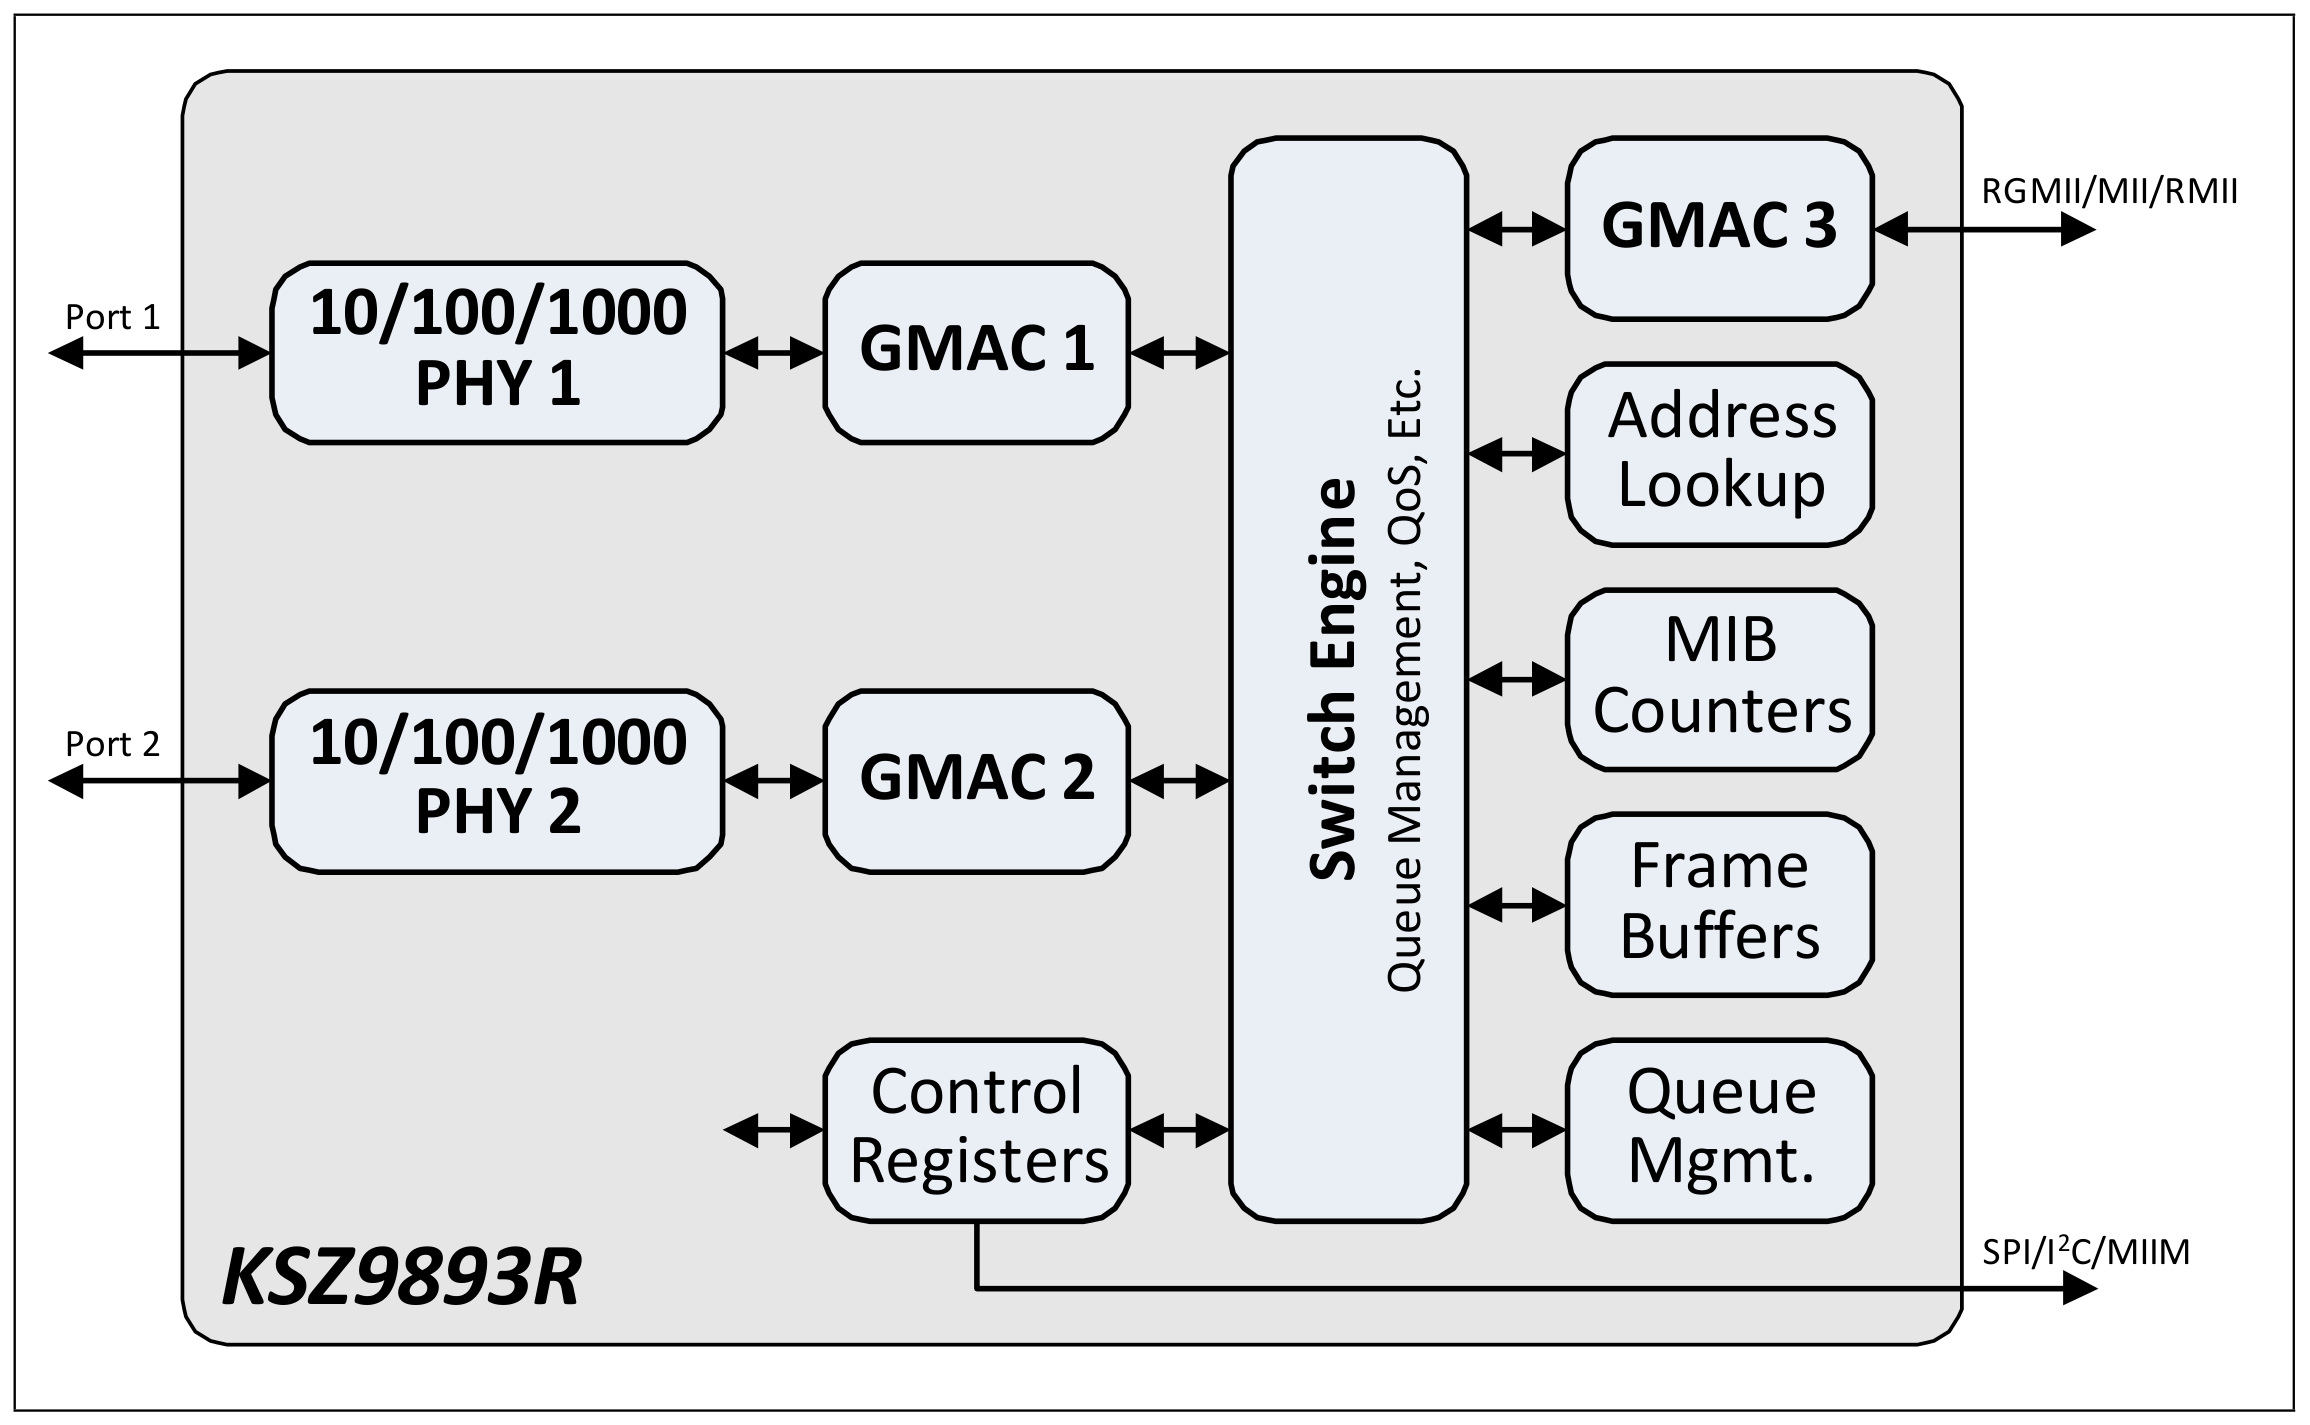 RGMII/MII/RMII
GMAC 3
Port 1
10/100/1000
PHY 1
GMAC 1
Switch Engine
Queue Management, QoS, Etc.
Address
Lookup
MIB
Counters
Port 2
10/100/1000
PHY 2
GMAC 2
Frame
Buffers
Control
Registers
Queue
Mgmt.
KSZ9893R
SPI/I²C/MIIM